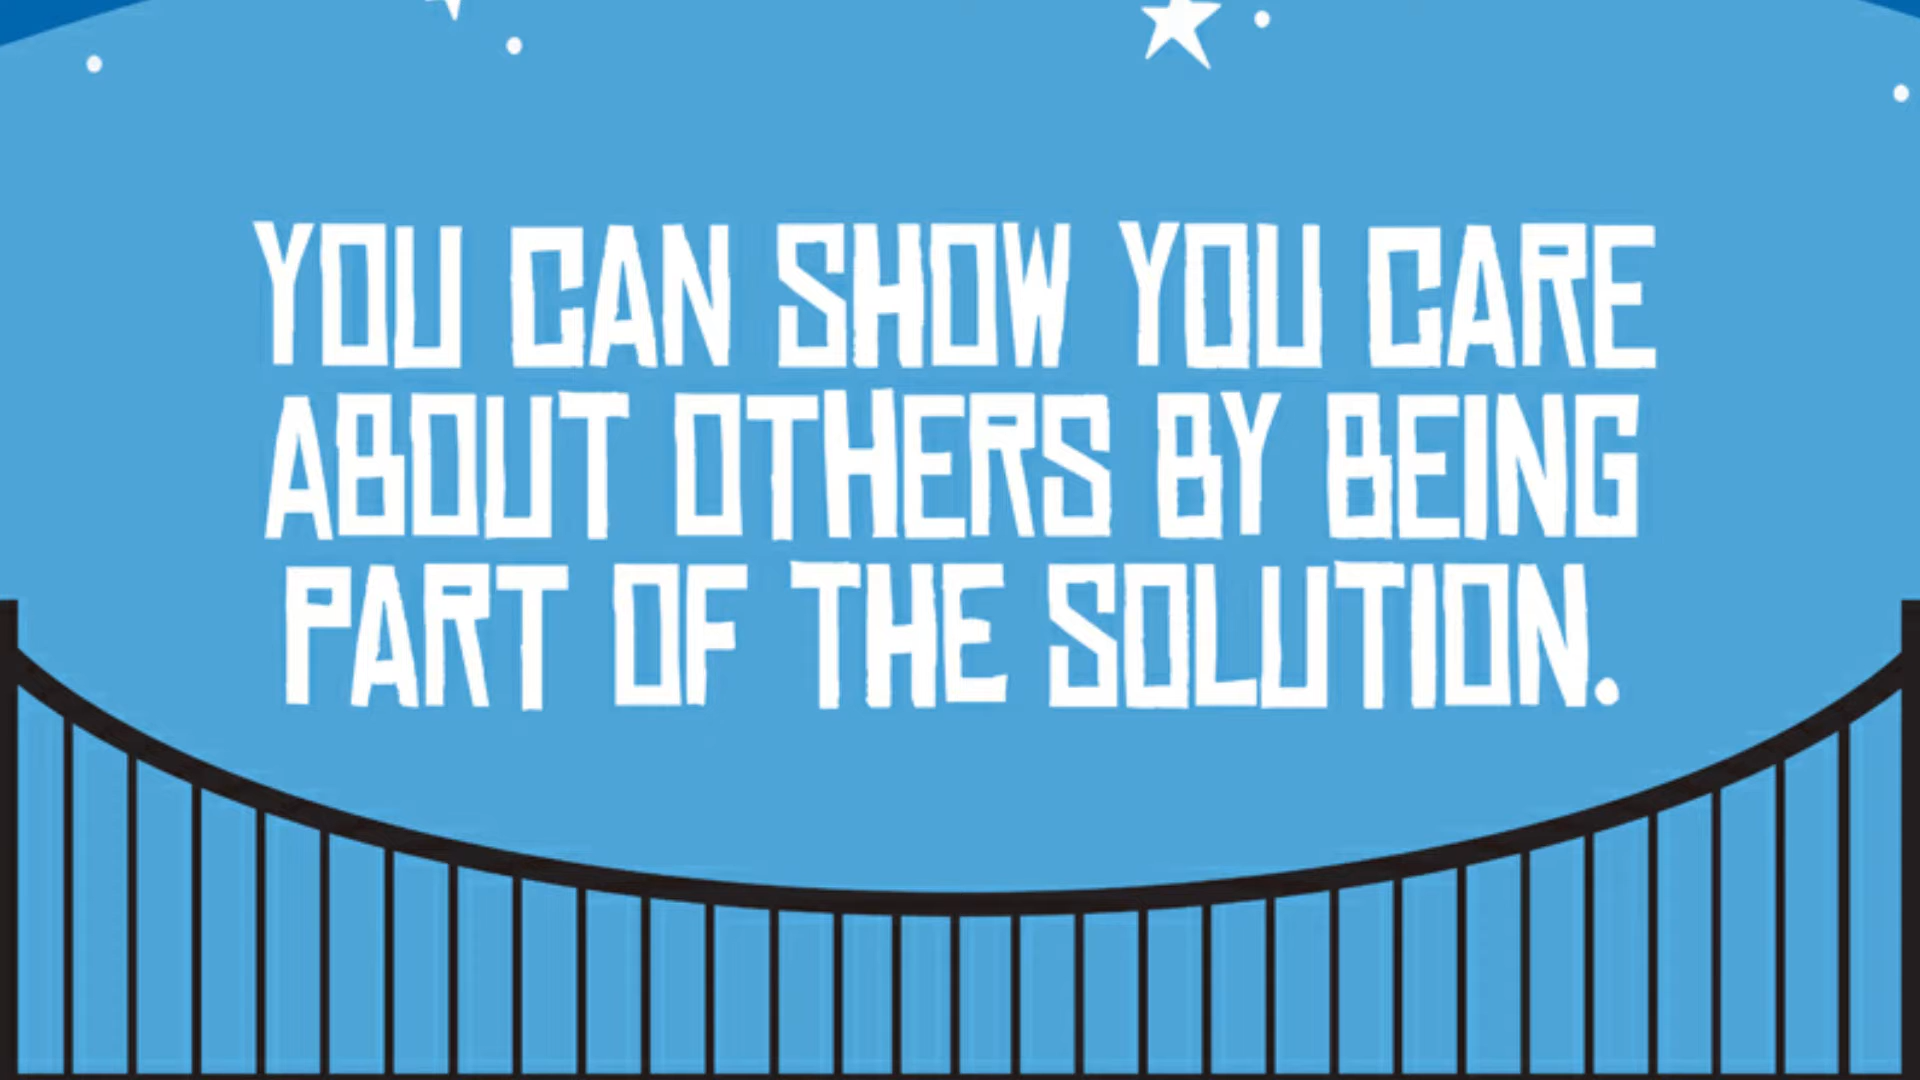 YOU CAN SHOW YOU CARE
ABOUT OTHERS BY BEING
PART OF THE SOLUTION.